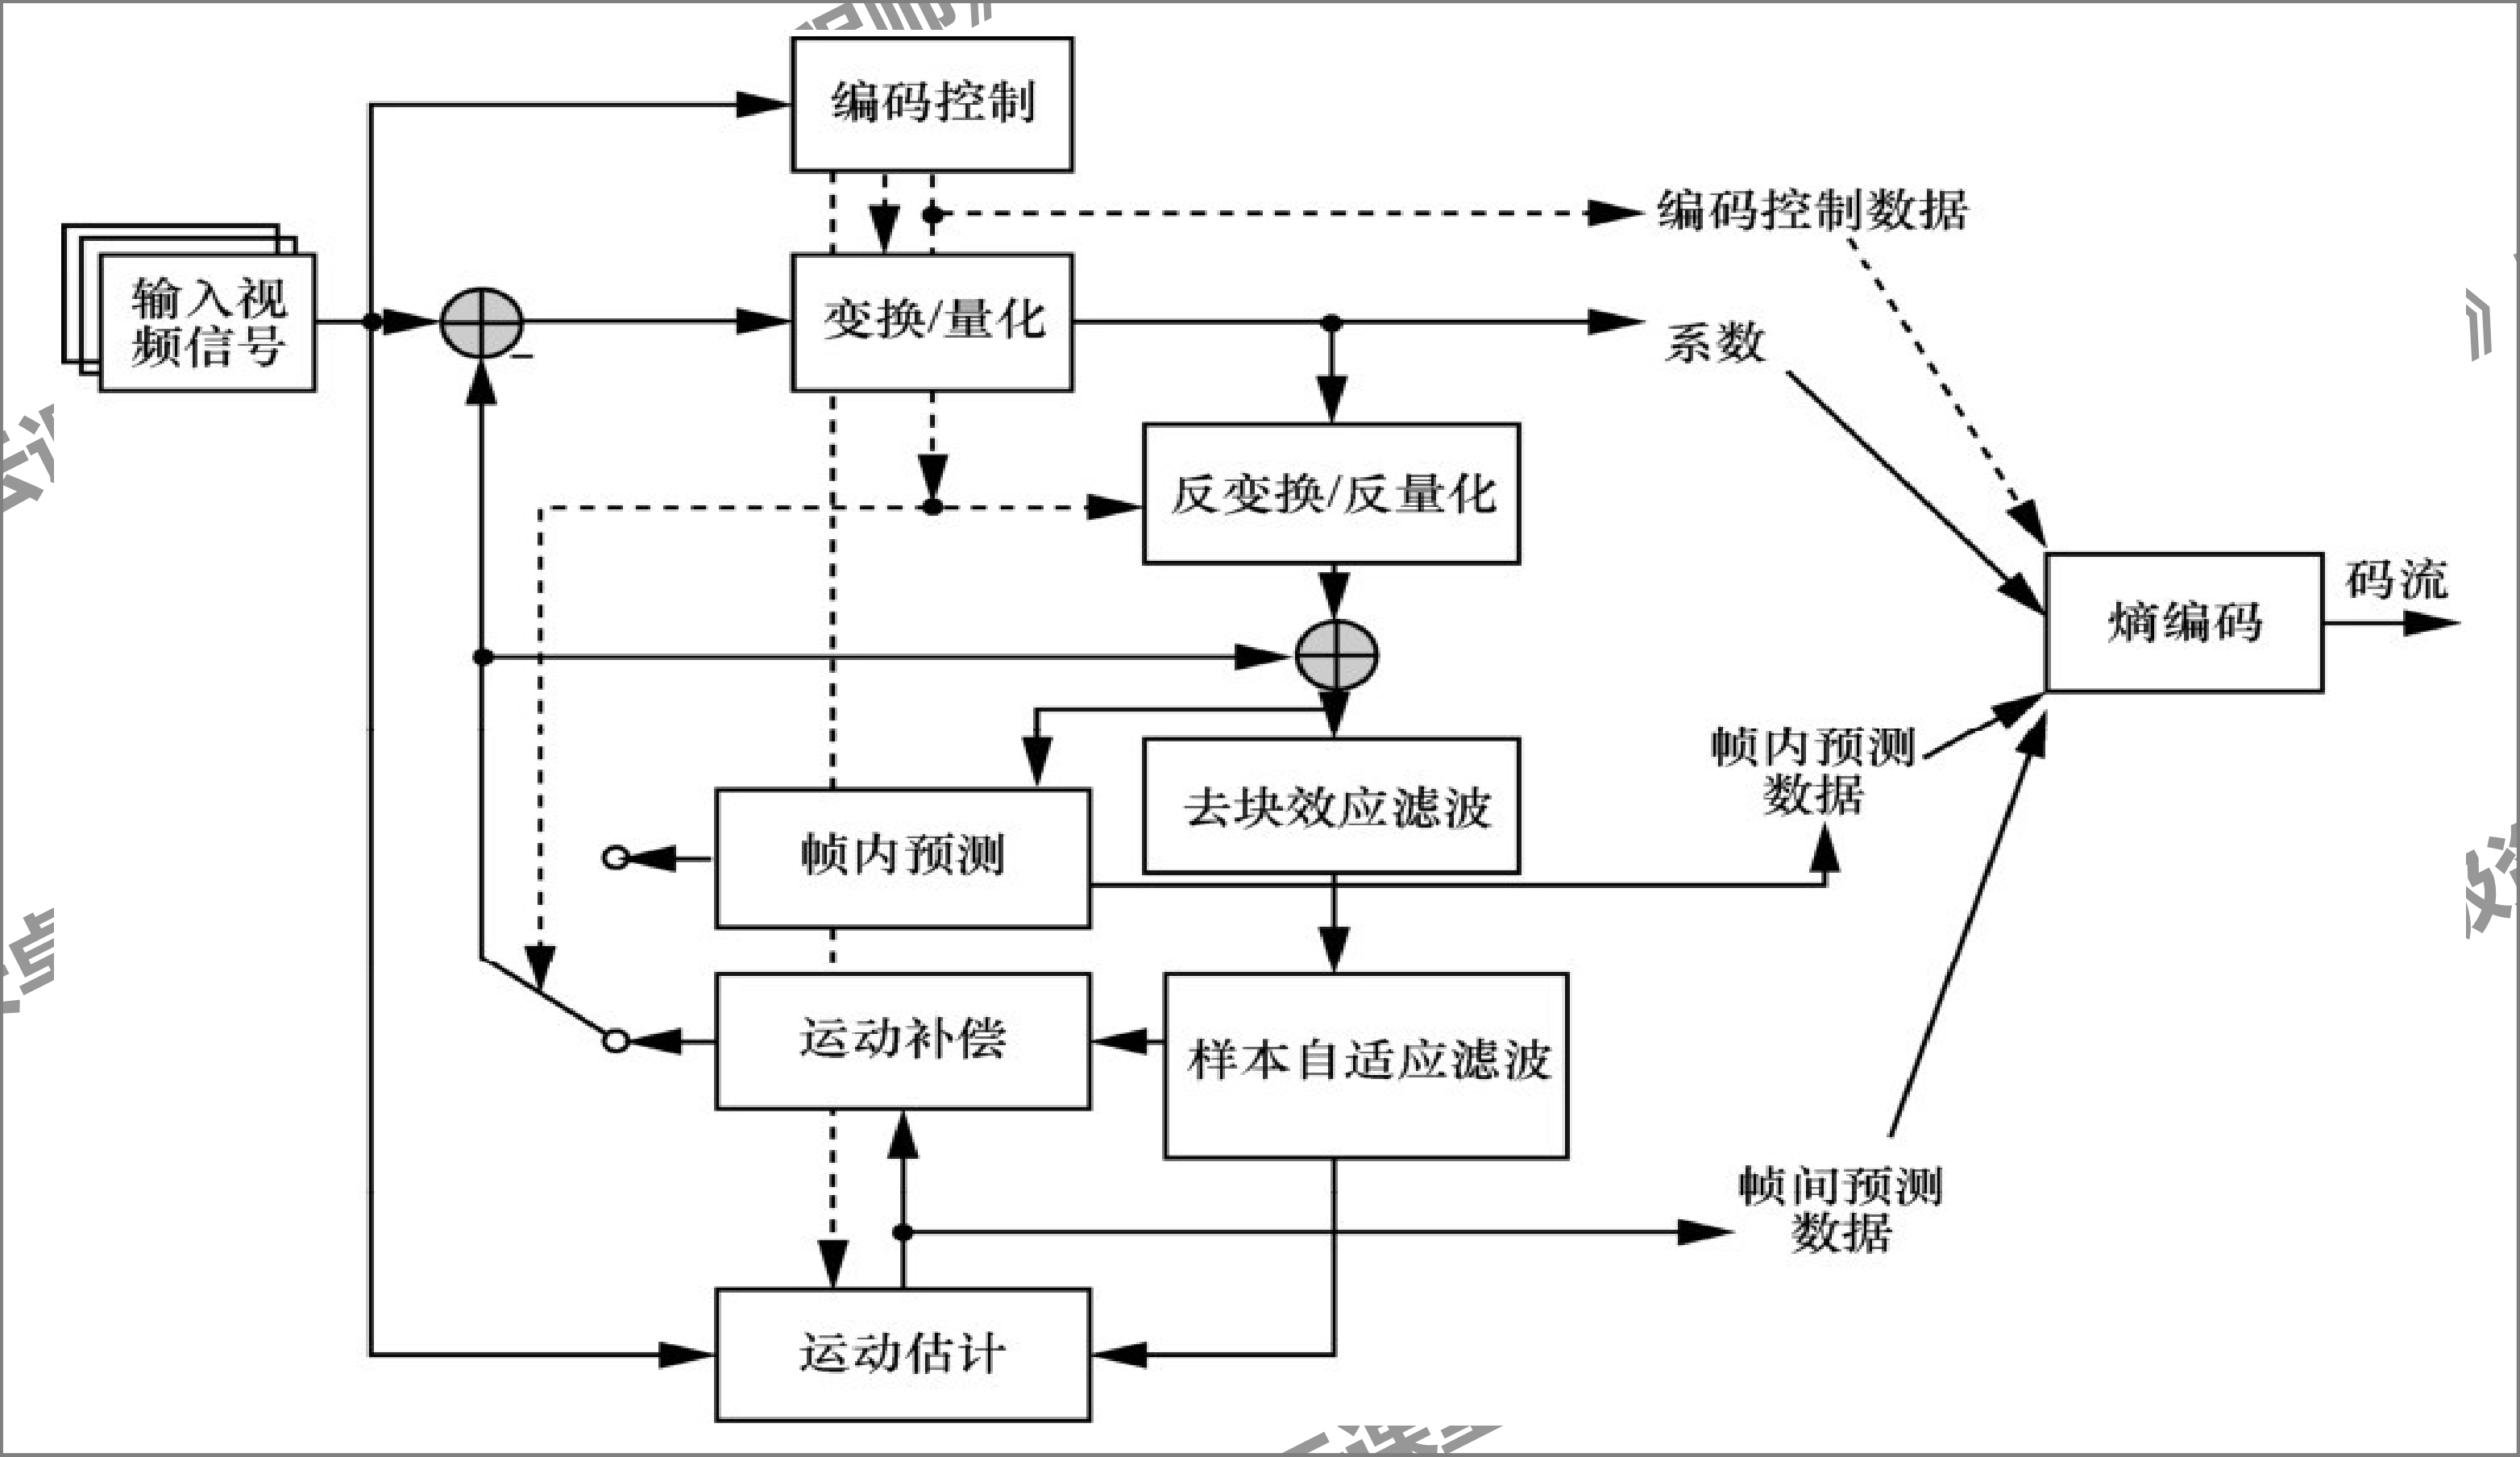 编码控制
编码控制数据
输入视
频信号
变换/量化
系数
反变换/反量化
码流
熵编码
帧内预测
数据
去块效应滤波
帧内预测
运动补偿
样本自适应滤波
帧间预测
数据
运动估计